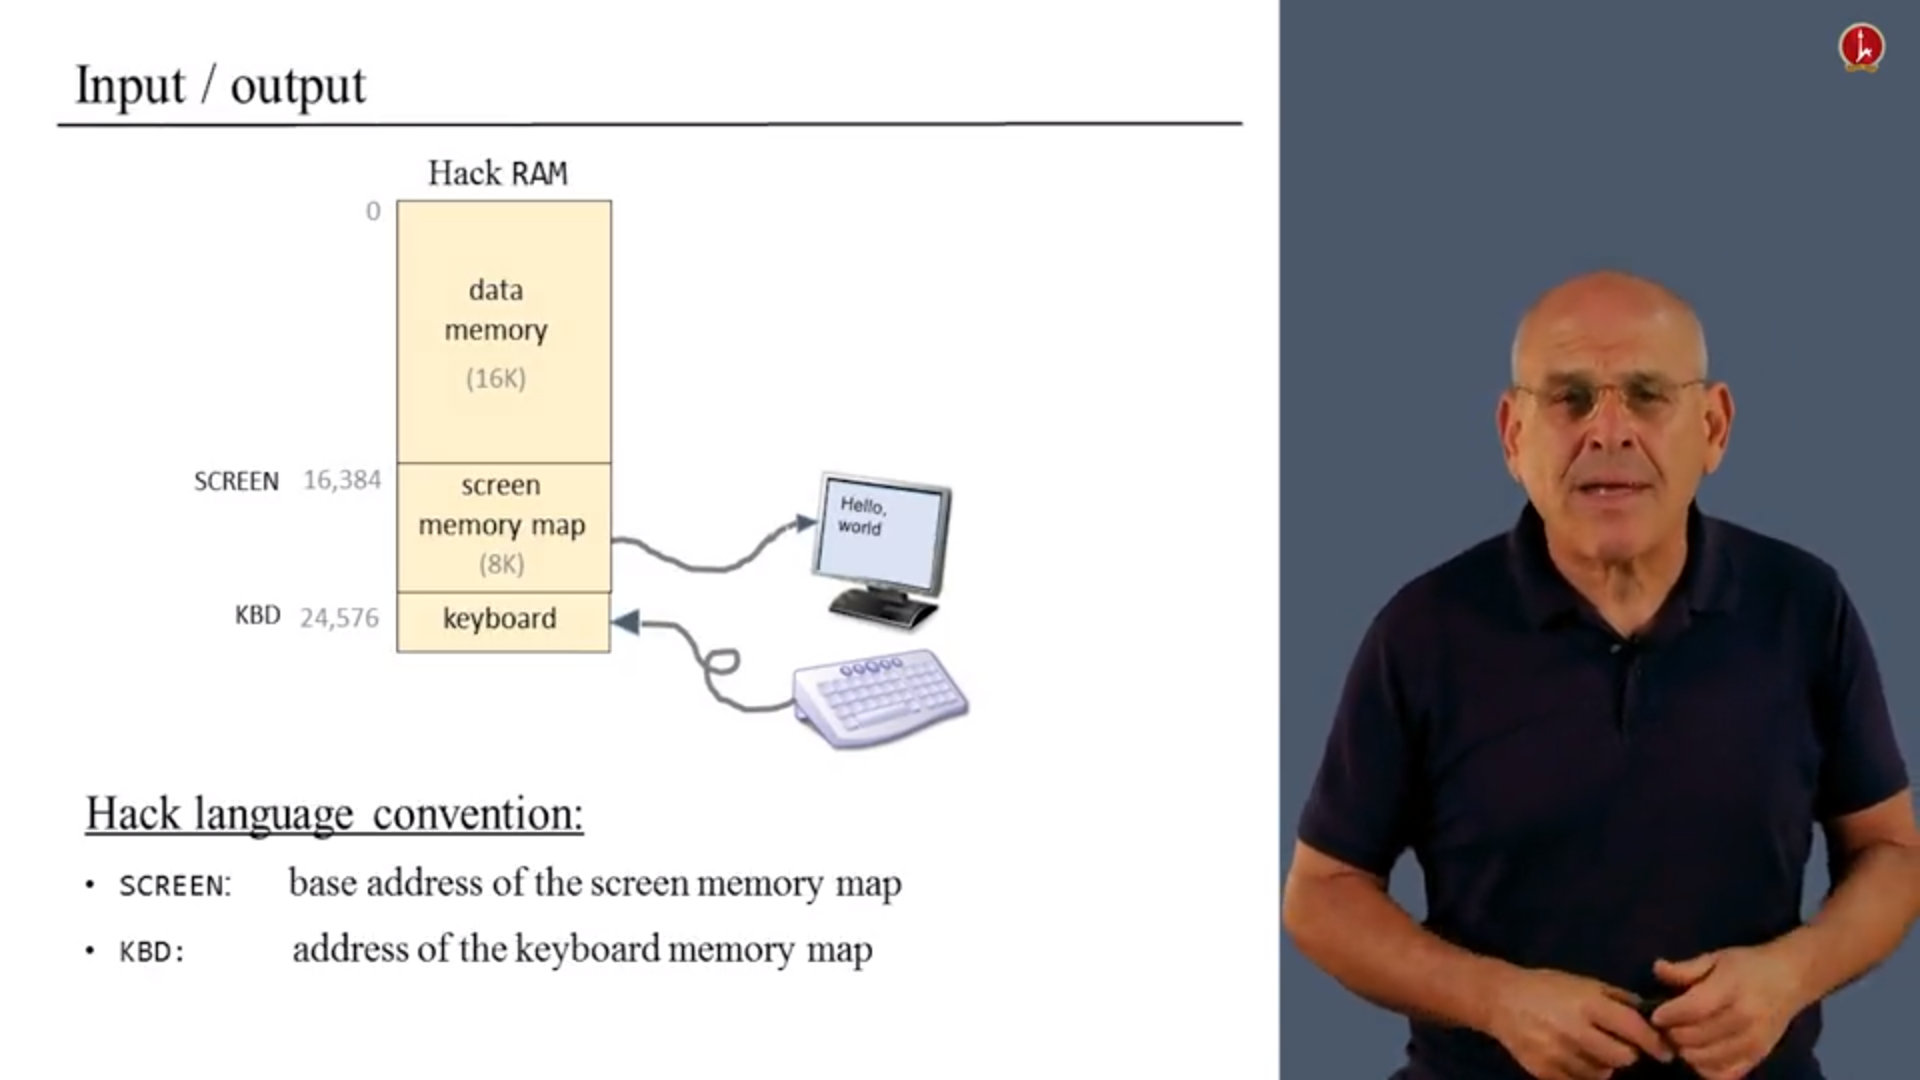 Input / output
Hack RAM
0
data
memory
(16K)
SCREEN 16,384
screen
memory map
(8K)
Hello,
world
KBD 24,576
keyboard
Hack language convention:
• SCREEN: base address of the screen memory map
• KBD: address of the keyboard memory map